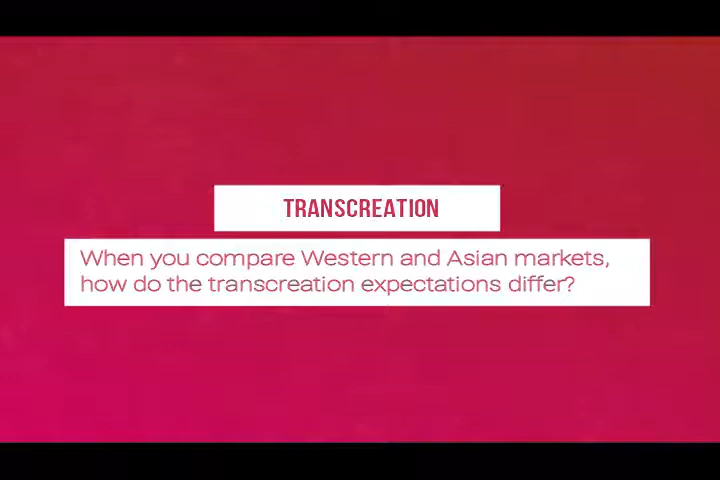 TRANSCREATION
When you compare Western and Asian markets,
how do the transcreation expectations differ?